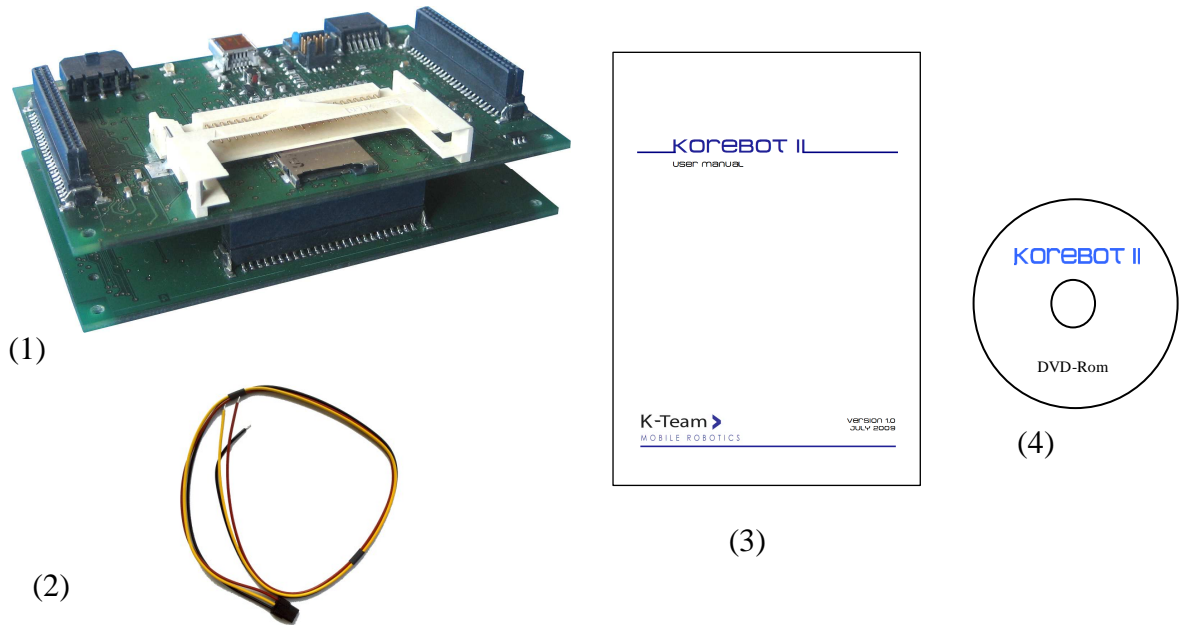 (1)
(2)
KOREBOT II
USER MANUAL
K-Team
MOBILE ROBOTICS
VERSION 1.0
JULY 2009
(3)
KOREBOT II
DVD-Rom
(4)